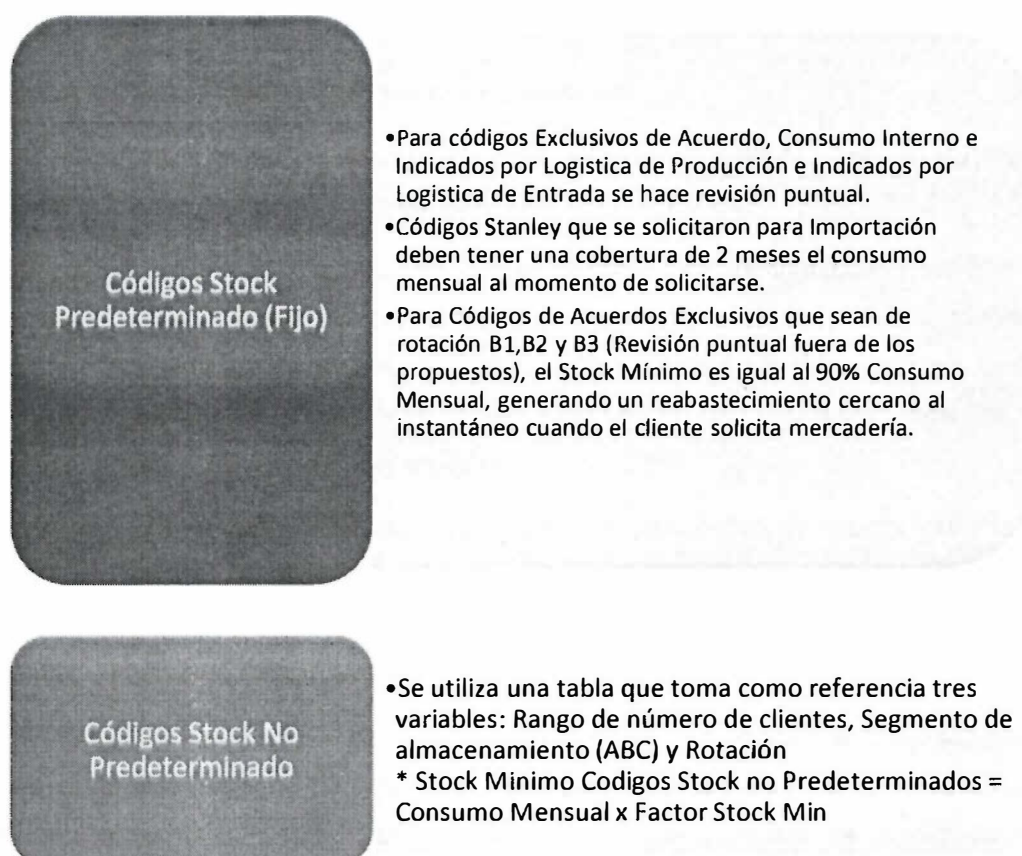 Códigos Stock
Predeterminado (Fijo)
•Para códigos Exclusivos de Acuerdo, Consumo Interno e
Indicados por Logistica de Producción e Indicados por
Logistica de Entrada se hace revisión puntual.
•Códigos Stanley que se solicitaron para Importación
deben tener una cobertura de 2 meses el consumo
mensual al momento de solicitarse.
•Para Códigos de Acuerdos Exclusivos que sean de
rotación B1,B2 y B3 (Revisión puntual fuera de los
propuestos), el Stock Mínimo es igual al 90% Consumo
Mensual, generando un reabastecimiento cercano al
instantáneo cuando el cliente solicita mercadería.
Códigos Stock No
Predeterminado
•Se utiliza una tabla que toma como referencia tres
variables: Rango de número de clientes, Segmento de
almacenamiento (ABC) y Rotación
* Stock Minimo Codigos Stock no Predeterminados =
Consumo Mensual x Factor Stock Min